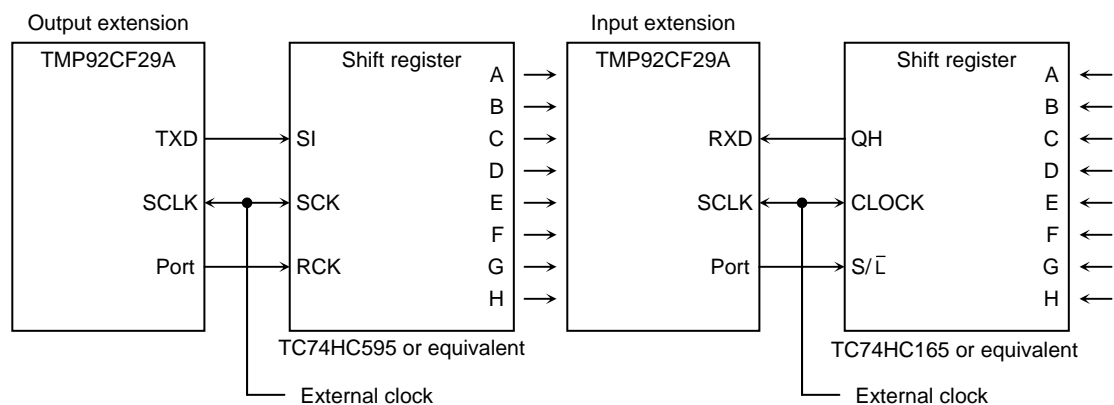 Output extension
TMP92CF29A
TXD
SCLK
Port
Shift register
SI
SCK
RCK
A
B
C
D
E
F
G
H
TC74HC595 or equivalent
External clock
Input extension
TMP92CF29A
RXD
SCLK
Port
Shift register
QH
CLOCK
S/L̅
A
B
C
D
E
F
G
H
TC74HC165 or equivalent
External clock